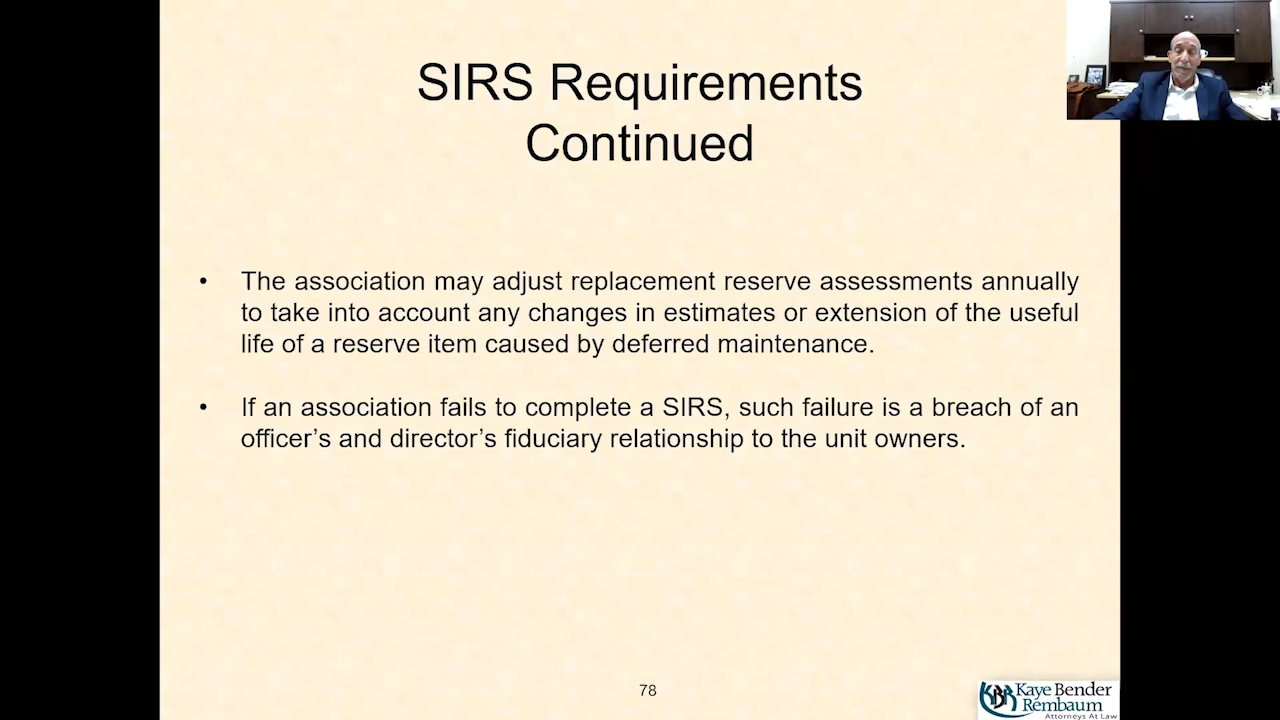 SIRS Requirements
Continued
• The association may adjust replacement reserve assessments annually
to take into account any changes in estimates or extension of the useful
life of a reserve item caused by deferred maintenance.
• If an association fails to complete a SIRS, such failure is a breach of an
officer’s and director’s fiduciary relationship to the unit owners.
78
KBR Kaye Bender
Rembaum
Attorneys At Law